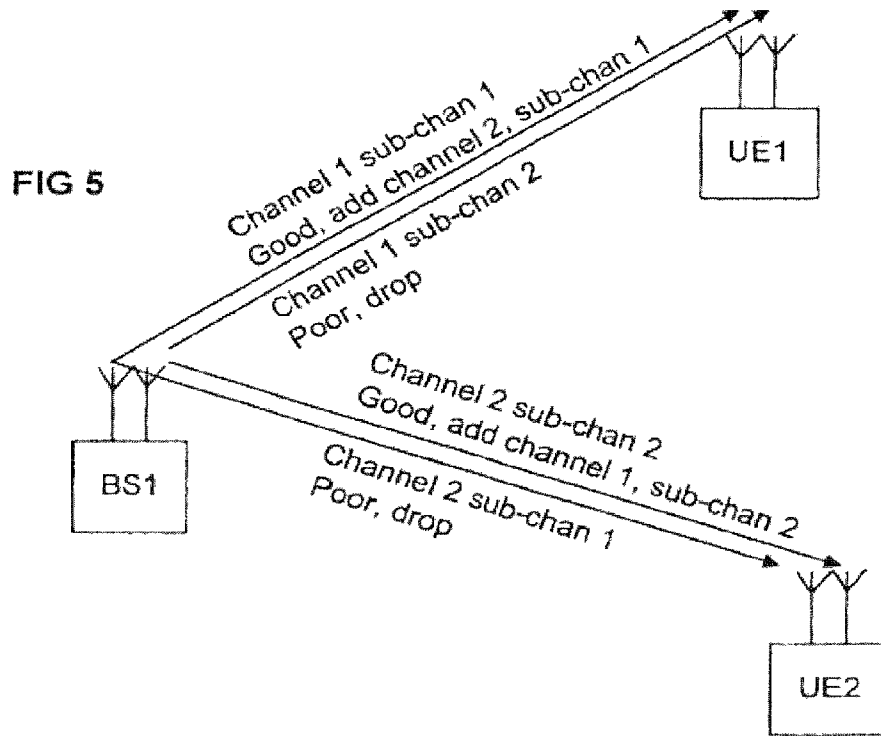 FIG 5
Channel 1 sub-chan 1
Good, add channel 2, sub-chan 1
Channel 1 sub-chan 2
Poor, drop
UE1
BS1
Channel 2 sub-chan 2
Good, add channel 1, sub-chan 2
Channel 2 sub-chan 1
Poor, drop
UE2